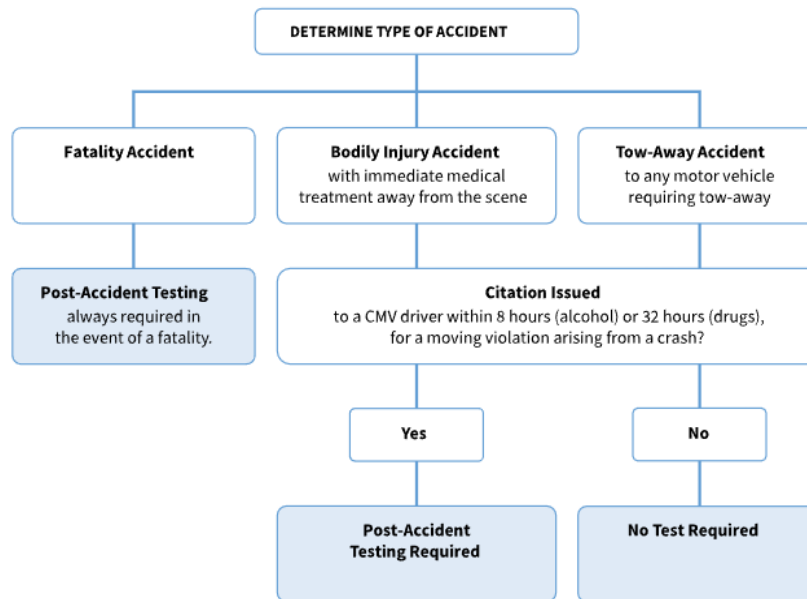 DETERMINE TYPE OF ACCIDENT
Fatality Accident
Bodily Injury Accident
with immediate medical
treatment away from the scene
Tow-Away Accident
to any motor vehicle
requiring tow-away
Post-Accident Testing
always required in
the event of a fatality.
Citation Issued
to a CMV driver within 8 hours (alcohol) or 32 hours (drugs),
for a moving violation arising from a crash?
Yes
No
Post-Accident
Testing Required
No Test Required